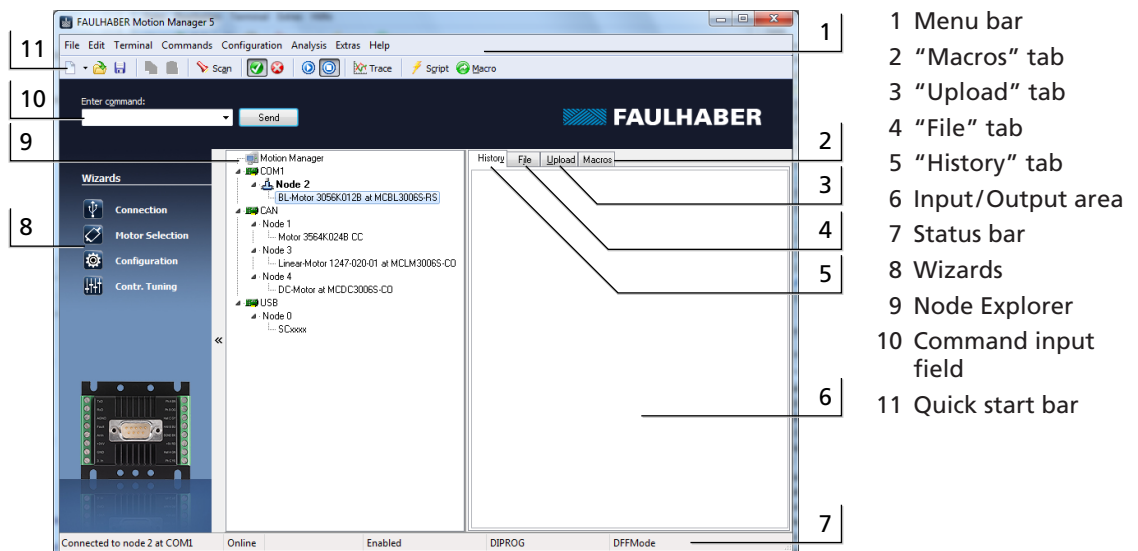 FAULHABER Motion Manager 5
File Edit Terminal Commands Configuration Analysis Extras Help
Scan Trace Script Macro
Enter command:
Send
FAULHABER
Wizards
Connection
Motor Selection
Configuration
Contr. Tuning
Motion Manager
COM1
Node 2
BL-Motor 3056K012B at MCBL3006S-RS
CAN
Node 1
Motor 3564K024B CC
Node 3
Linear-Motor 1247-020-01 at MCLM3006S-CO
Node 4
DC-Motor at MCDC3006S-CO
USB
Node 0
SCxxxx
«
History File Upload Macros
Connected to node 2 at COM1 Online Enabled DIPROG DFFMode
11
10
9
8
1
2
3
4
5
6
7
1 Menu bar
2 “Macros” tab
3 “Upload” tab
4 “File” tab
5 “History” tab
6 Input/Output area
7 Status bar
8 Wizards
9 Node Explorer
10 Command input
field
11 Quick start bar